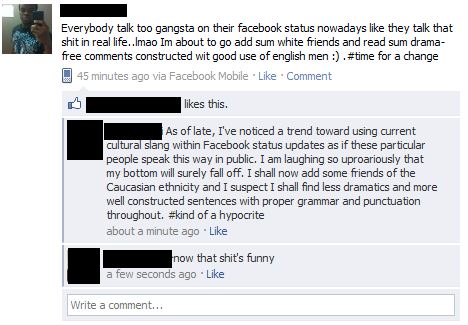 Everybody talk too gangsta on their facebook status nowadays like they talk that
shit in real life..lmao Im about to go add sum white friends and read sum drama-
free comments constructed wit good use of english men :) .#time for a change
45 minutes ago via Facebook Mobile · Like · Comment
likes this.
As of late, I've noticed a trend toward using current
cultural slang within Facebook status updates as if these particular
people speak this way in public. I am laughing so uproariously that
my bottom will surely fall off. I shall now add some friends of the
Caucasian ethnicity and I suspect I shall find less dramatics and more
well constructed sentences with proper grammar and punctuation
throughout. #kind of a hypocrite
about a minute ago · Like
now that shit's funny
a few seconds ago · Like
Write a comment...